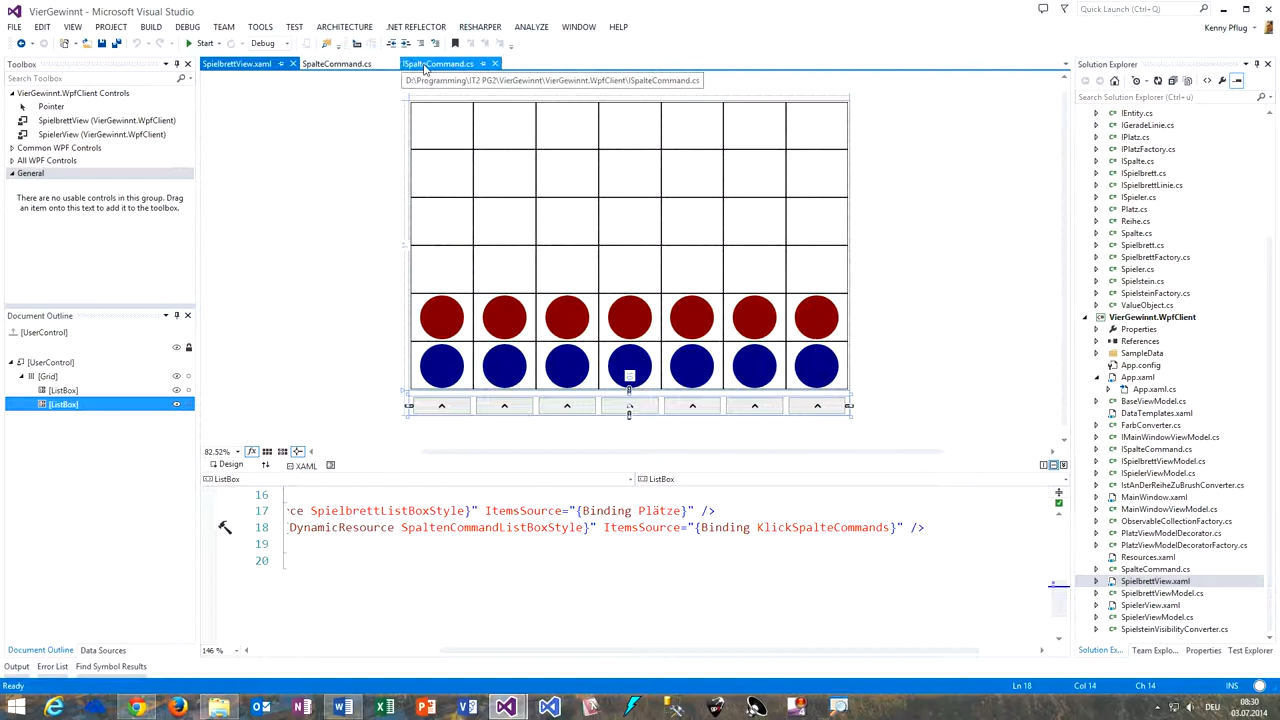 VierGewinnt - Microsoft Visual Studio
Quick Launch (Ctrl+Q)
FILE EDIT VIEW PROJECT BUILD DEBUG TEAM TOOLS TEST ARCHITECTURE .NET REFLECTOR RESHARPER ANALYZE WINDOW HELP
Kenny Pflug
Start Debug
Toolbox
Search Toolbox
VierGewinnt.WpfClient Controls
Pointer
SpielbrettView (VierGewinnt.WpfClient)
SpielerView (VierGewinnt.WpfClient)
Common WPF Controls
All WPF Controls
General
There are no usable controls in this group. Drag
an item onto this text to add it to the toolbox.
Document Outline
[UserControl]
[UserControl]
[Grid]
[ListBox]
[ListBox]
Document Outline Data Sources
Output Error List Find Symbol Results
SpielbrettView.xaml SpalteCommand.cs ISpalteCommand.cs
D:\Programming\IT2 PG2\VierGewinnt\VierGewinnt.WpfClient\ISpalteCommand.cs
82.52%
Design XAML
ListBox ListBox
16
17 ce SpielbrettListBoxStyle}" ItemsSource="{Binding Plätze}" />
18 DynamicResource SpaltenCommandListBoxStyle}" ItemsSource="{Binding KlickSpalteCommands}" />
19
20
146 %
Solution Explorer
Search Solution Explorer (Ctrl+ü)
IEntity.cs
IGeradeLinie.cs
IPlatz.cs
IPlatzFactory.cs
ISpalte.cs
ISpielbrett.cs
ISpielbrettLinie.cs
ISpieler.cs
Platz.cs
Reihe.cs
Spalte.cs
Spielbrett.cs
SpielbrettFactory.cs
Spieler.cs
Spielstein.cs
SpielsteinFactory.cs
ValueObject.cs
VierGewinnt.WpfClient
Properties
References
SampleData
App.config
App.xaml
App.xaml.cs
BaseViewModel.cs
DataTemplates.xaml
FarbConverter.cs
IMainWindowViewModel.cs
ISpalteCommand.cs
ISpielbrettViewModel.cs
ISpielerViewModel.cs
IstAnDerReiheZuBrushConverter.cs
MainWindow.xaml
MainWindowViewModel.cs
ObservableCollectionFactory.cs
PlatzViewModelDecorator.cs
PlatzViewModelDecoratorFactory.cs
Resources.xaml
SpalteCommand.cs
SpielbrettView.xaml
SpielbrettViewModel.cs
SpielerView.xaml
SpielerViewModel.cs
SpielsteinVisibilityConverter.cs
Solution Ex... Team Explo... Properties Test Explorer
Ready Ln 18 Col 14 Ch 14 INS
08:30
03.07.2014